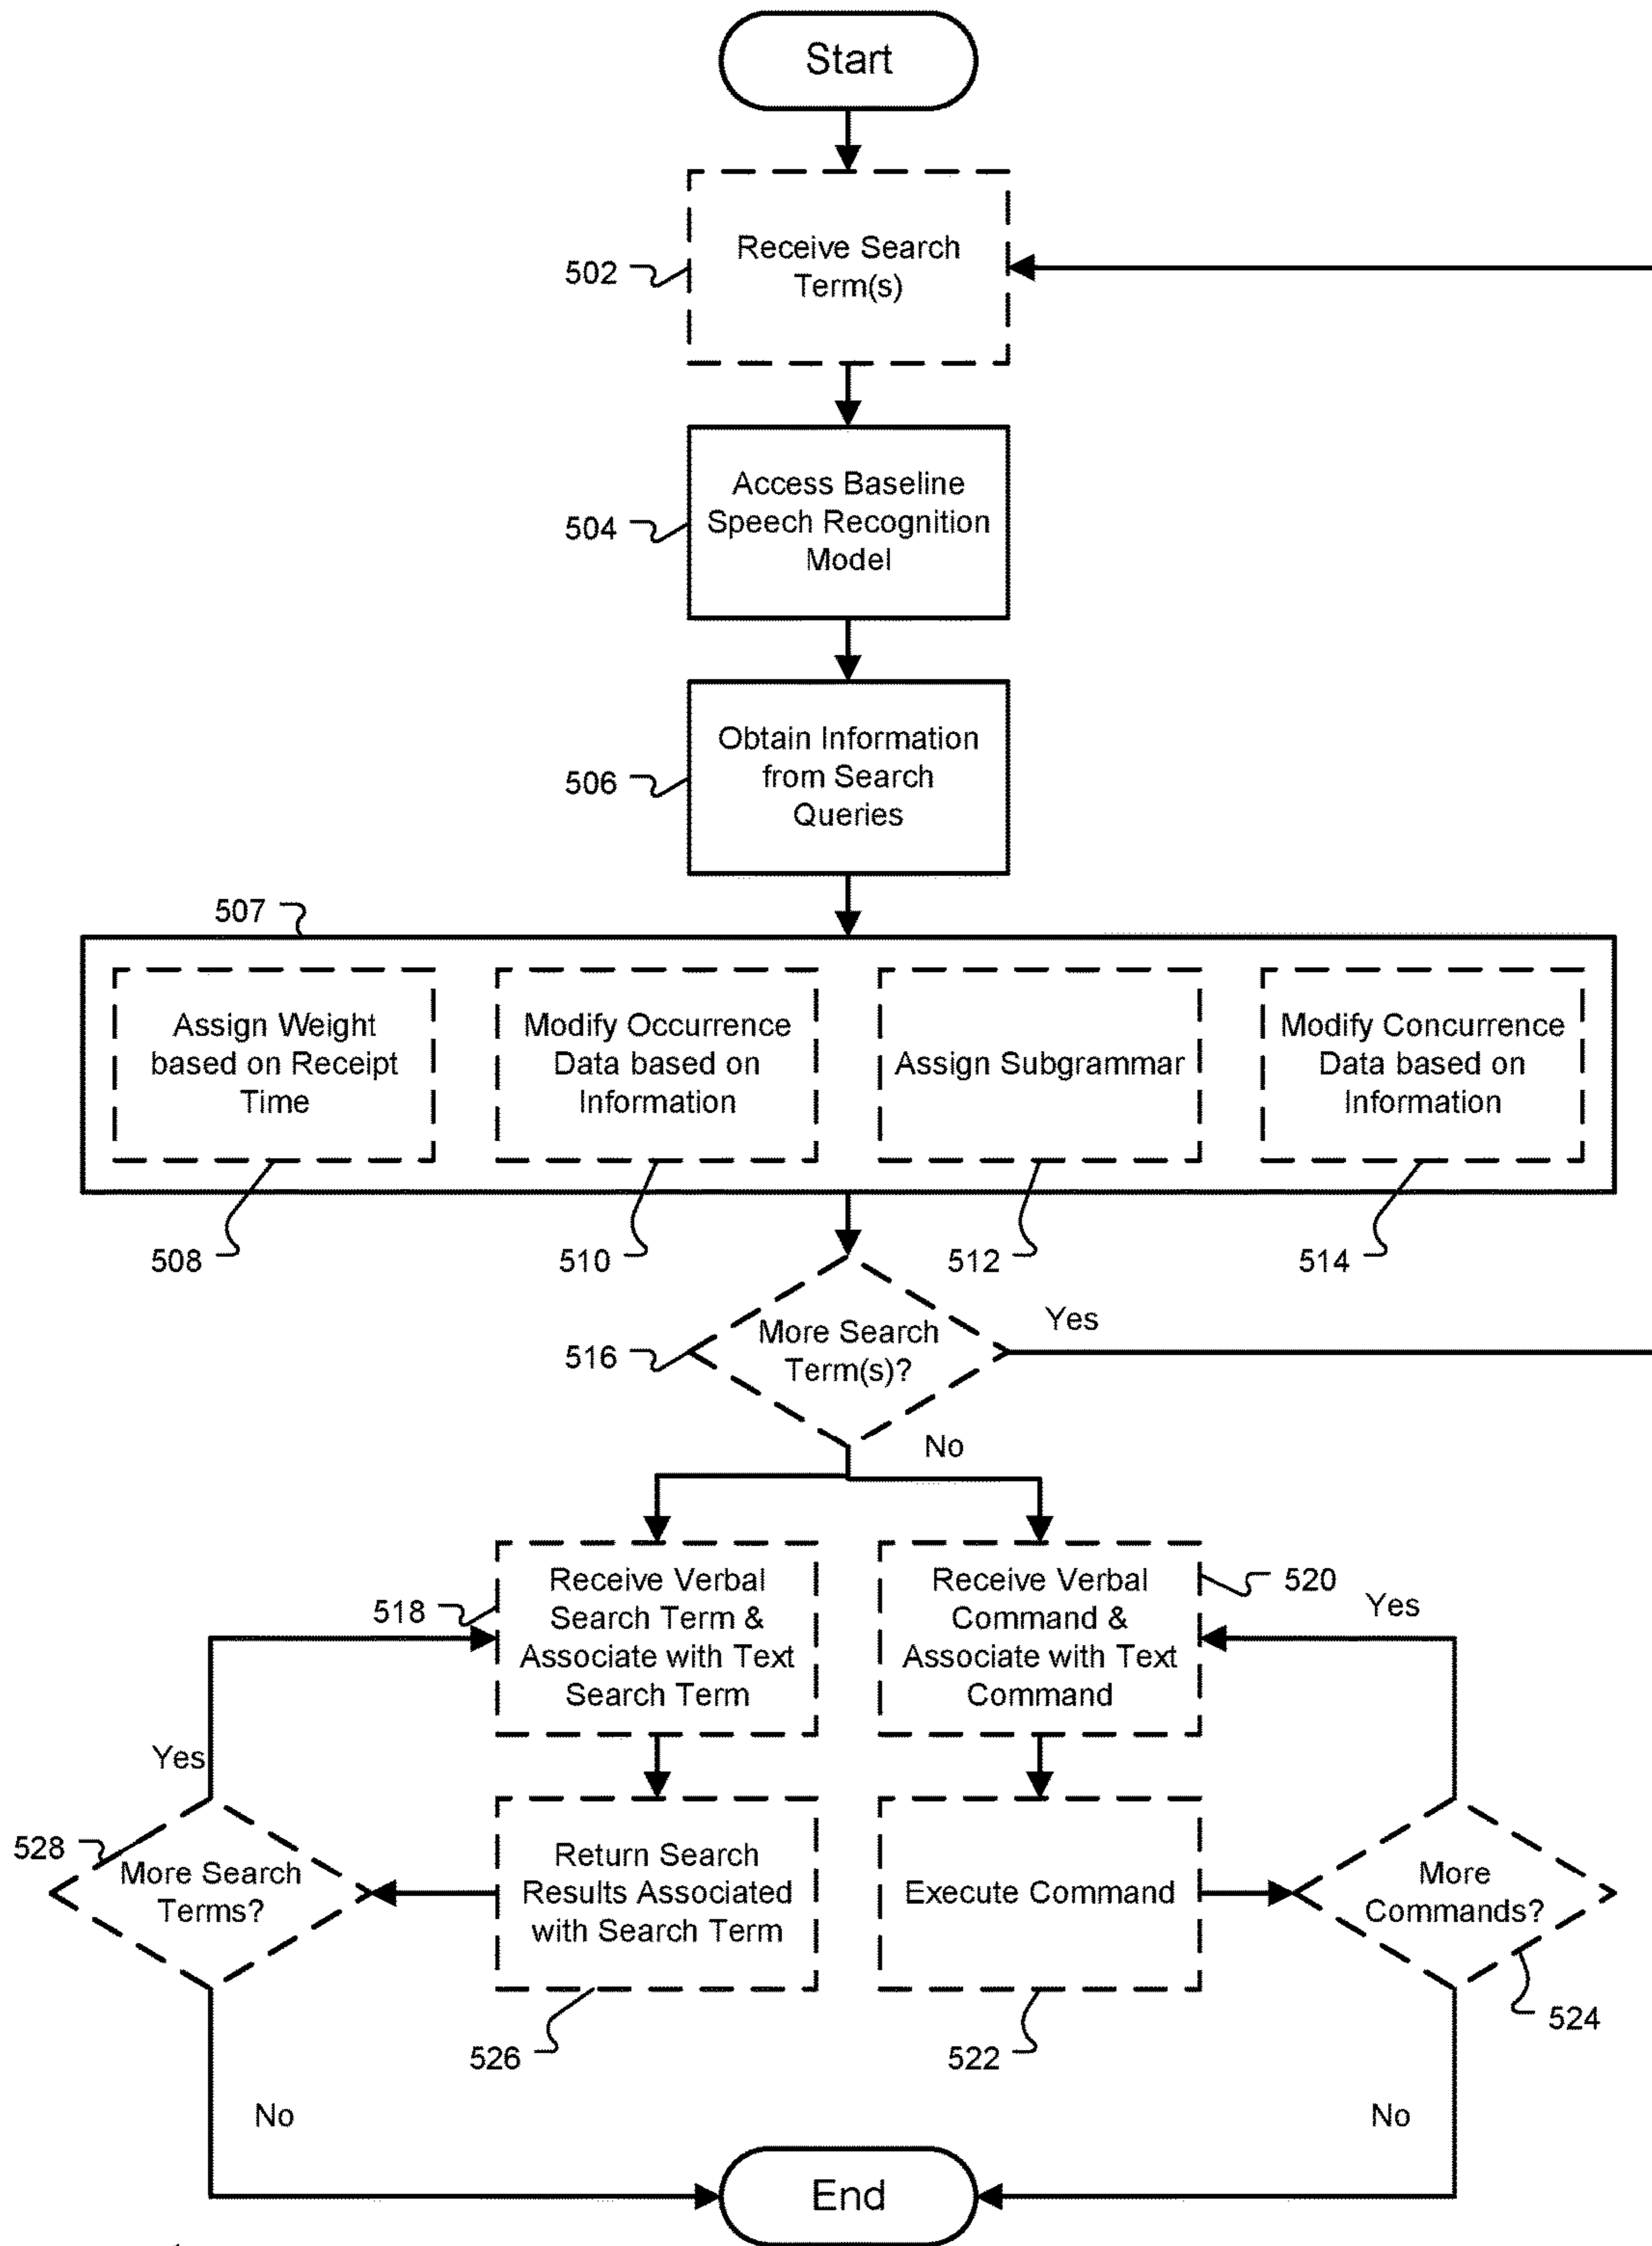 Start
502
Receive Search
Term(s)
504
Access Baseline
Speech Recognition
Model
506
Obtain Information
from Search
Queries
507
Assign Weight
based on Receipt
Time
Modify Occurrence
Data based on
Information
Assign Subgrammar
Modify Concurrence
Data based on
Information
508
510
512
514
516
More Search
Term(s)?
Yes
No
518
Receive Verbal
Search Term &
Associate with Text
Search Term
Receive Verbal
Command &
Associate with Text
Command
520
Yes
Yes
528
More Search
Terms?
Return Search
Results Associated
with Search Term
Execute Command
More
Commands?
526
522
524
No
No
End